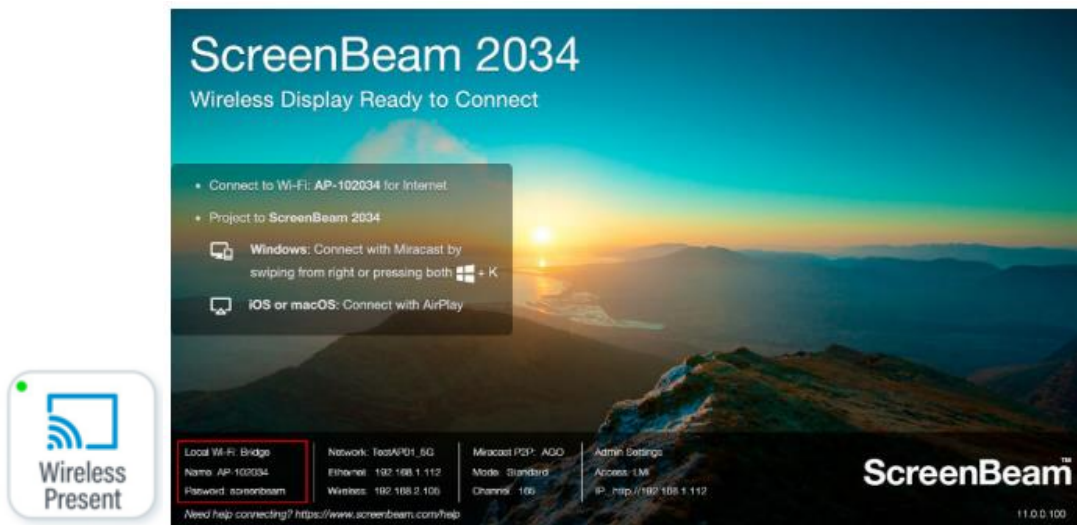 ScreenBeam 2034
Wireless Display Ready to Connect
• Connect to Wi-Fi: AP-102034 for Internet
• Project to ScreenBeam 2034
Windows: Connect with Miracast by
swiping from right or pressing both + K
iOS or macOS: Connect with AirPlay
Wireless
Present
Local Wi-Fi: Bridge
Name: AP-102034
Password: screenbeam
Network: TestAP01_5G
Ethernet: 192.168.1.112
Wireless: 192.168.2.105
Miracast P2P: AGO
Mode: Standard
Channel: 165
Admin Settings
Access: LMI
IP: http://192.168.1.112
ScreenBeam™
Need help connecting? https://www.screenbeam.com/help
11.0.0.100